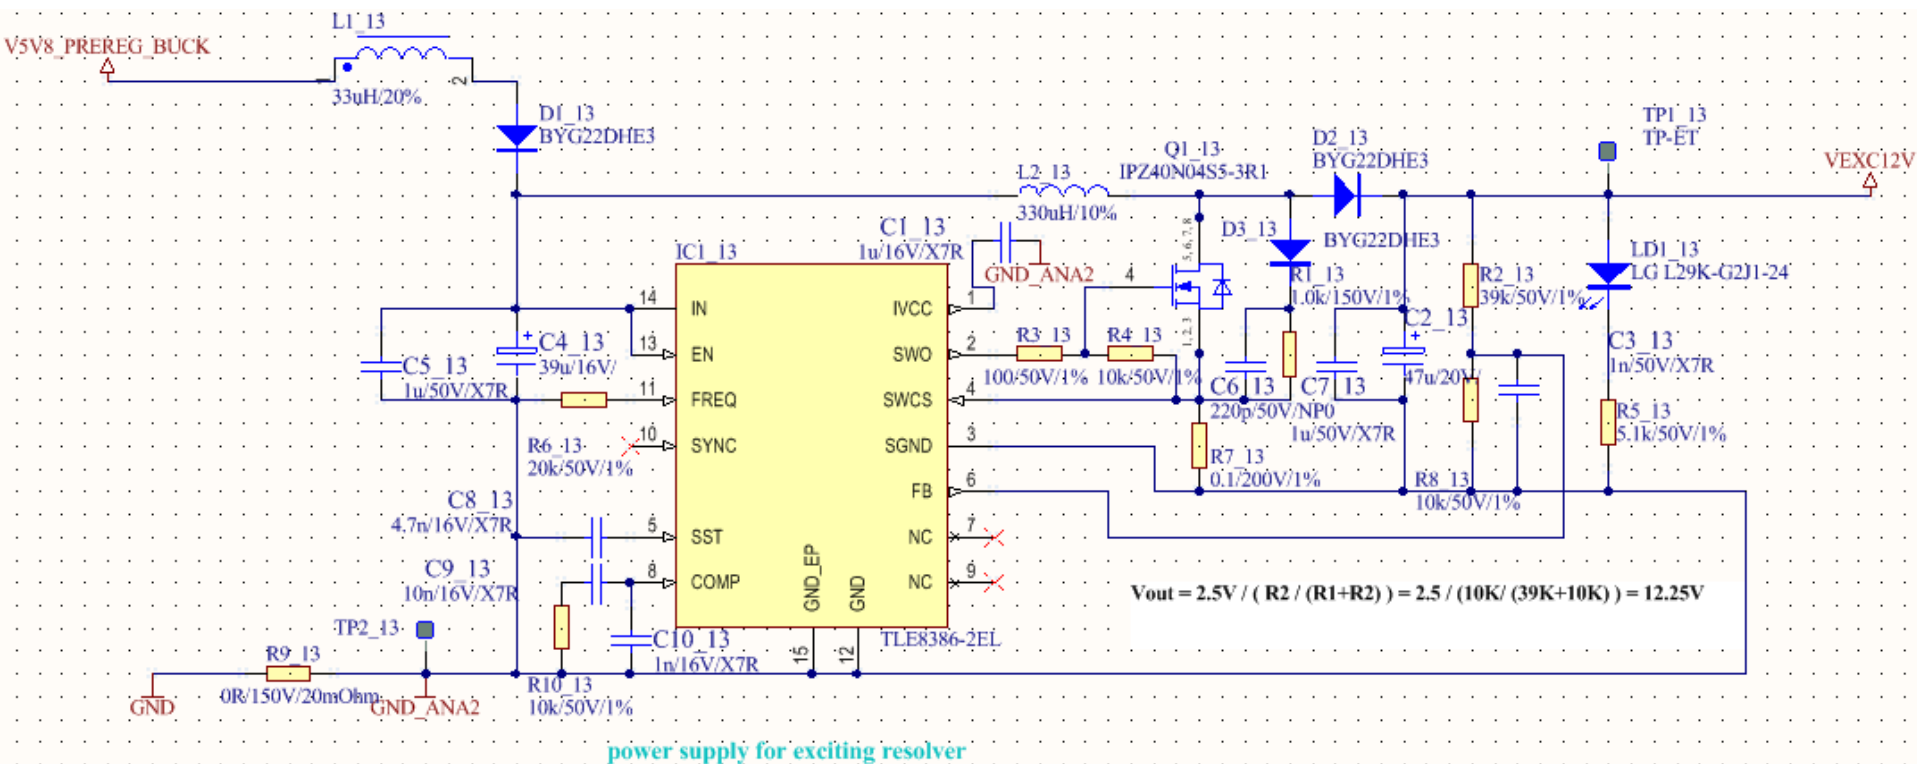 L1_13
V5V8_PREREG_BUCK
1
2
33uH/20%
D1_13
BYG22DHE3
TP1_13
TP-ET
D2_13
BYG22DHE3
VEXC12V
Q1_13
IPZ40N04S5-3R1
L2_13
330uH/10%
C1_13
1u/16V/X7R
GND_ANA2
5, 6, 7, 8
4
1, 2, 3
D3_13
BYG22DHE3
R1_13
1.0k/150V/1%
R2_13
39k/50V/1%
LD1_13
LG L29K-G2J1-24
IC1_13
14
IN
IVCC
1
13
EN
SWO
2
11
FREQ
SWCS
4
10
SYNC
SGND
3
FB
6
5
SST
NC
7
8
COMP
NC
9
GND_EP
GND
15
12
TLE8386-2EL
C5_13
1u/50V/X7R
+
C4_13
39u/16V/
R3_13
100/50V/1%
R4_13
10k/50V/1%
C6_13
220p/50V/NP0
C7_13
1u/50V/X7R
+
C2_13
47u/20V/
C3_13
1n/50V/X7R
R5_13
5.1k/50V/1%
R6_13
20k/50V/1%
R7_13
0.1/200V/1%
R8_13
10k/50V/1%
C8_13
4.7n/16V/X7R
C9_13
10n/16V/X7R
C10_13
1n/16V/X7R
Vout = 2.5V / ( R2 / (R1+R2) ) = 2.5 / (10K/ (39K+10K) ) = 12.25V
TP2_13
R9_13
0R/150V/20mOhm
GND
GND_ANA2
R10_13
10k/50V/1%
power supply for exciting resolver